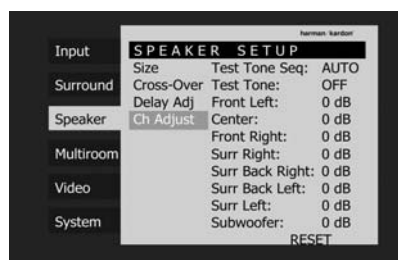 harman/kardon
Input
Surround
Speaker
Multiroom
Video
System
SPEAKER SETUP
Size
Cross-Over
Delay Adj
Ch Adjust
Test Tone Seq: AUTO
Test Tone: OFF
Front Left: 0 dB
Center: 0 dB
Front Right: 0 dB
Surr Right: 0 dB
Surr Back Right: 0 dB
Surr Back Left: 0 dB
Surr Left: 0 dB
Subwoofer: 0 dB
RESET